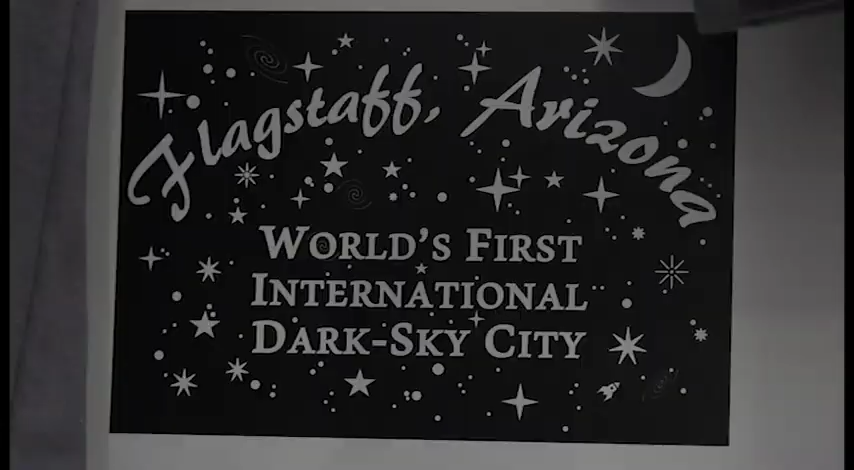 Flagstaff, Arizona
WORLD'S FIRST
INTERNATIONAL
DARK-SKY CITY